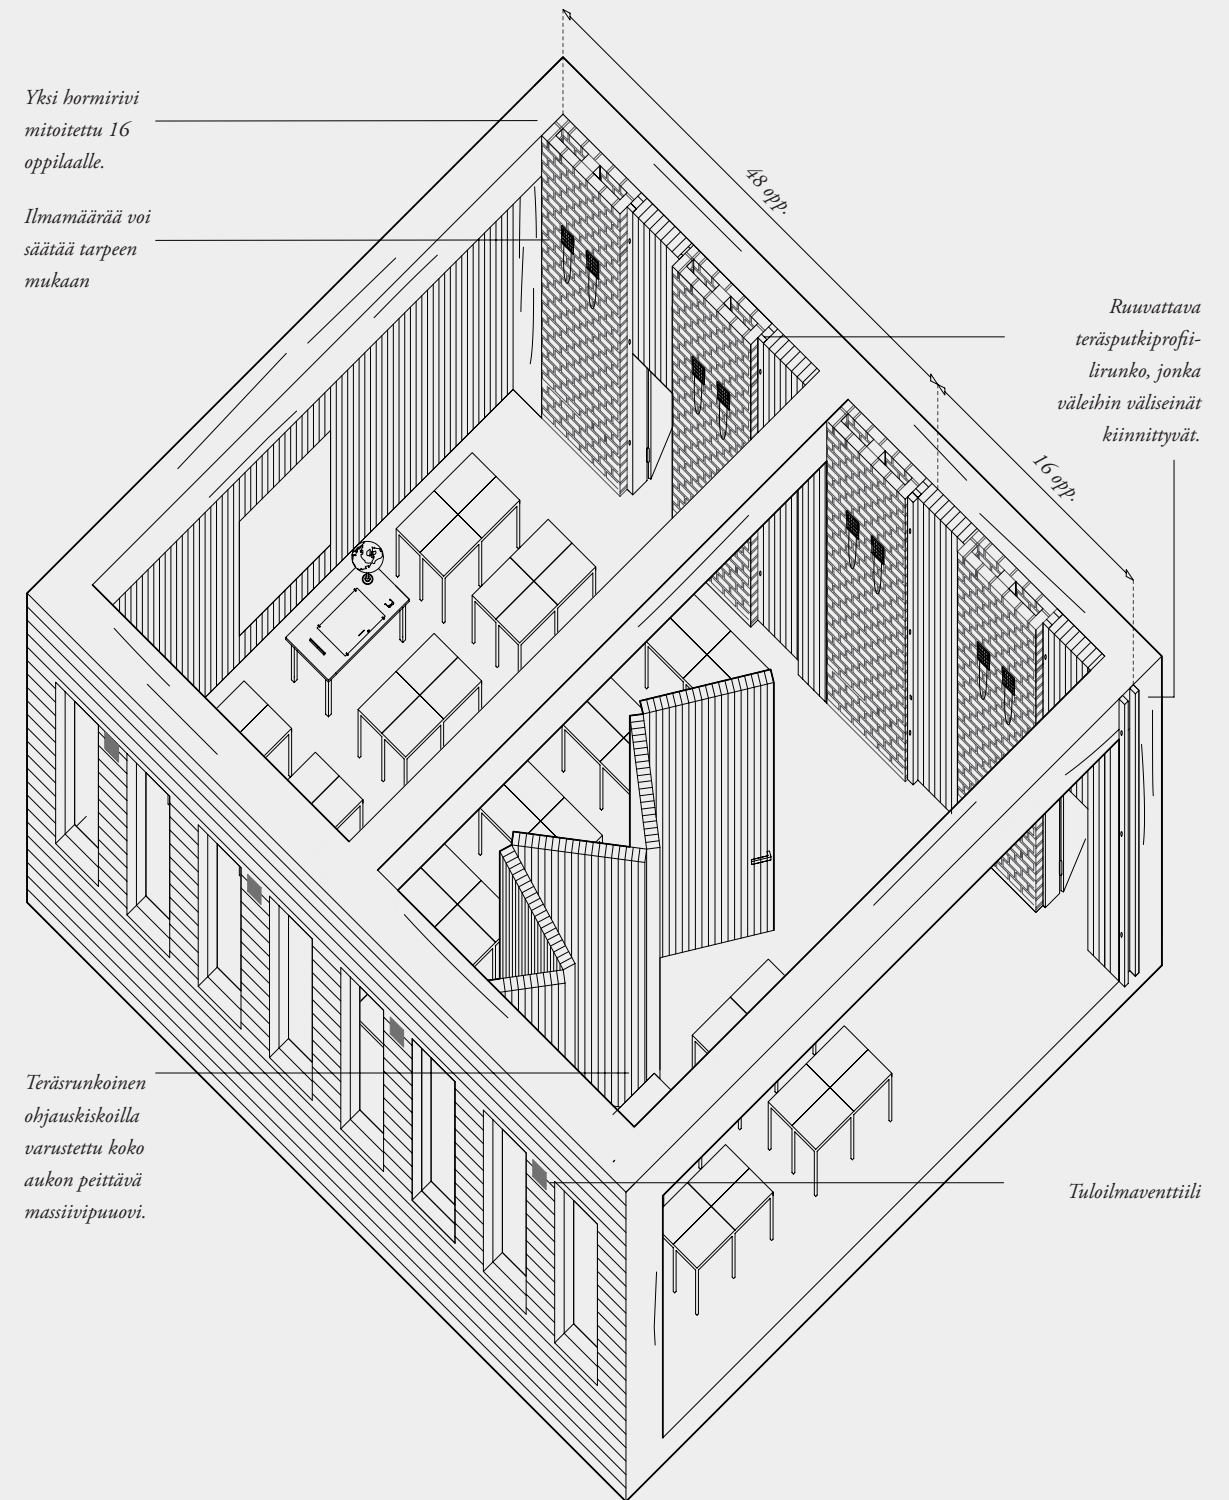 Yksi hormirivi
mitoitettu 16
oppilaalle.
Ilmamäärää voi
säätää tarpeen
mukaan
48 opp.
Ruuvattava
teräsputkiprofii-
lirunko, jonka
väleihin väliseinät
kiinnittyvät.
16 opp.
Teräsrunkoinen
ohjauskiskoilla
varustettu koko
aukon peittävä
massiivipuuovi.
Tuloilmaventtiili